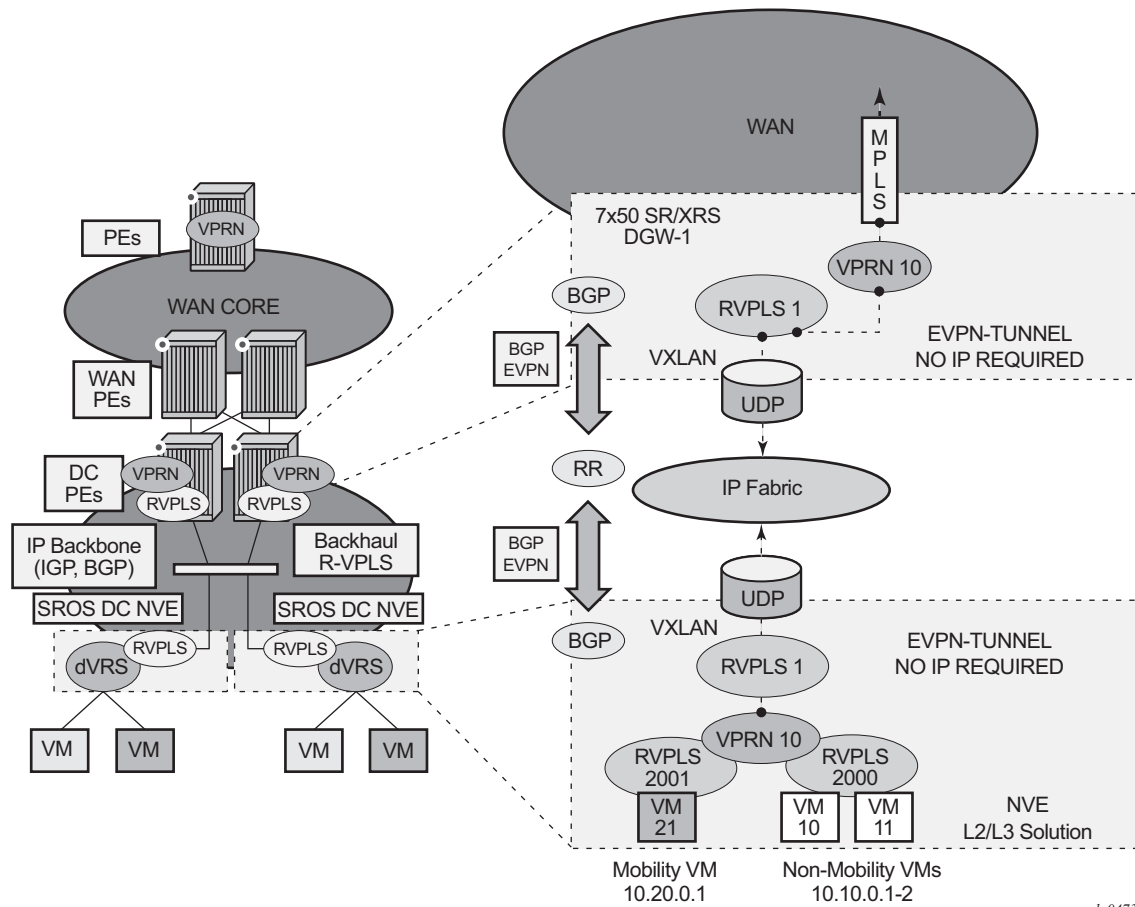 VPRN
PEs
WAN CORE
WAN
PEs
DC
PEs
VPRN
VPRN
RVPLS
RVPLS
IP Backbone
(IGP, BGP)
Backhaul
R-VPLS
SROS DC NVE
SROS DC NVE
RVPLS
RVPLS
dVRS
dVRS
VM
VM
VM
VM
WAN
M
P
L
S
7x50 SR/XRS
DGW-1
VPRN 10
BGP
RVPLS 1
EVPN-TUNNEL
NO IP REQUIRED
BGP
EVPN
VXLAN
UDP
RR
IP Fabric
BGP
EVPN
UDP
BGP
VXLAN
EVPN-TUNNEL
NO IP REQUIRED
RVPLS 1
VPRN 10
RVPLS
2001
RVPLS
2000
VM
21
VM
10
VM
11
NVE
L2/L3 Solution
Mobility VM
10.20.0.1
Non-Mobility VMs
10.10.0.1-2